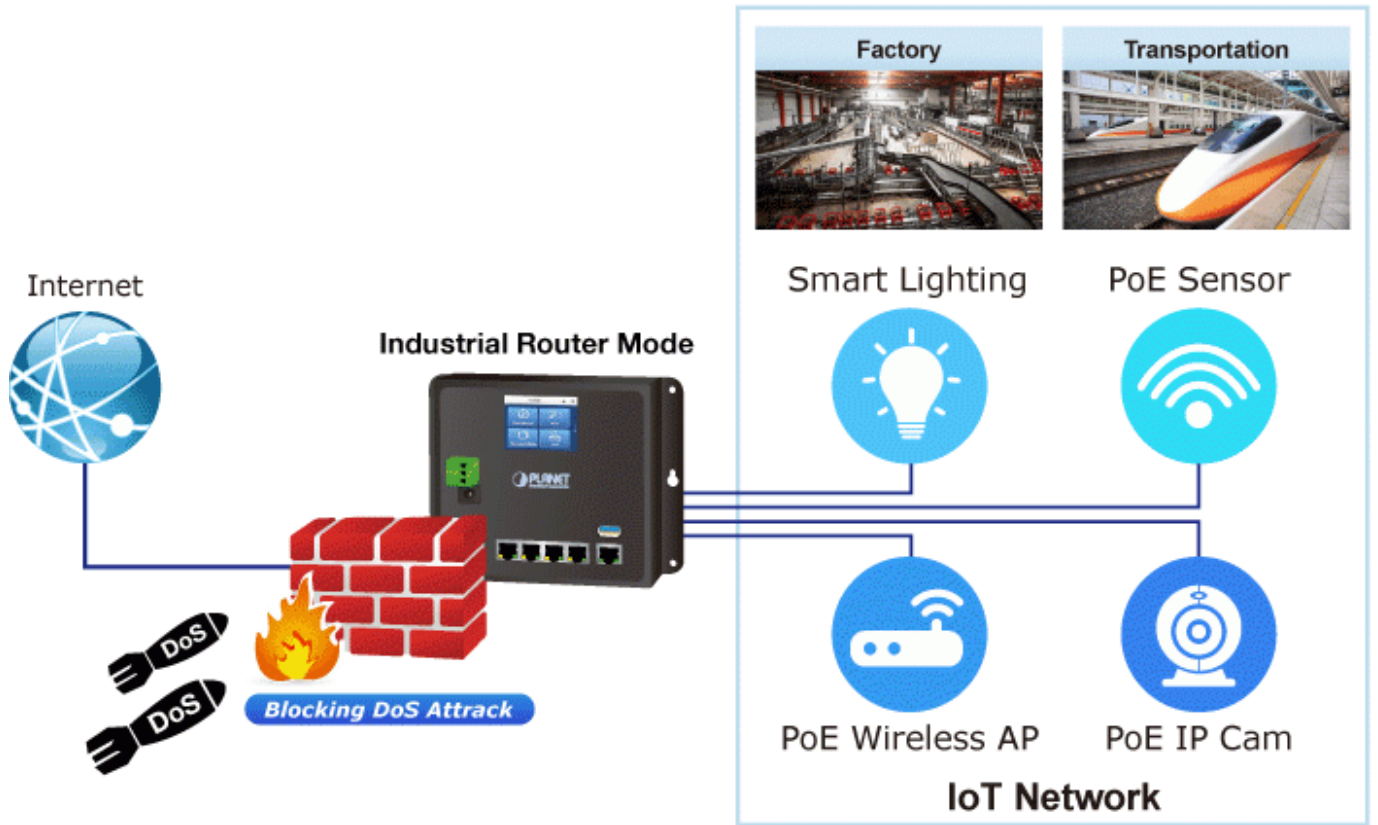 Factory
Transportation
Internet
Smart Lighting
PoE Sensor
Industrial Router Mode
PLANET
DoS
DoS
Blocking DoS Attrack
PoE Wireless AP
PoE IP Cam
IoT Network